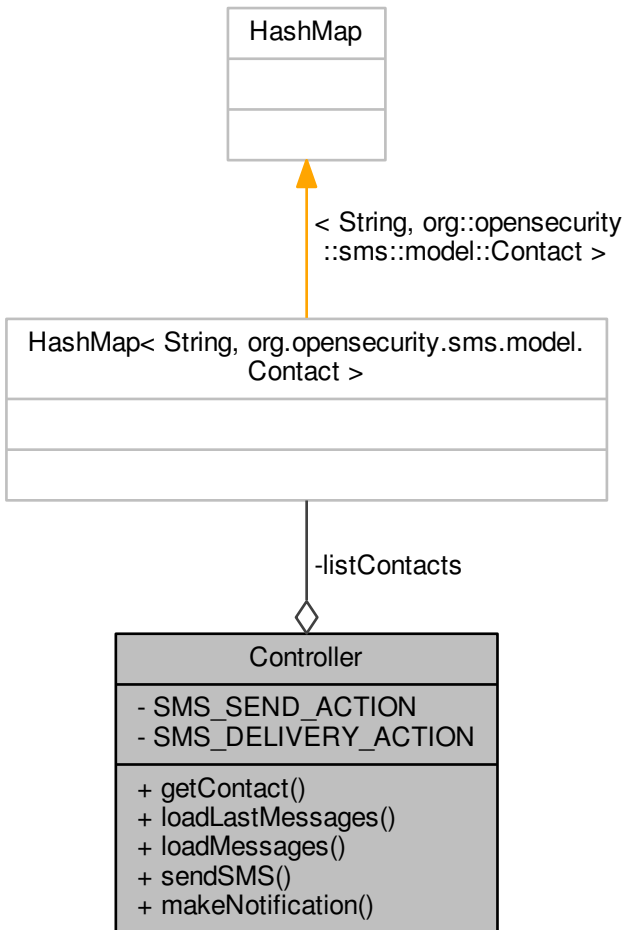 HashMap
< String, org::opensecurity
::sms::model::Contact >
HashMap< String, org.opensecurity.sms.model.
Contact >
-listContacts
Controller
- SMS_SEND_ACTION
- SMS_DELIVERY_ACTION
+ getContact()
+ loadLastMessages()
+ loadMessages()
+ sendSMS()
+ makeNotification()